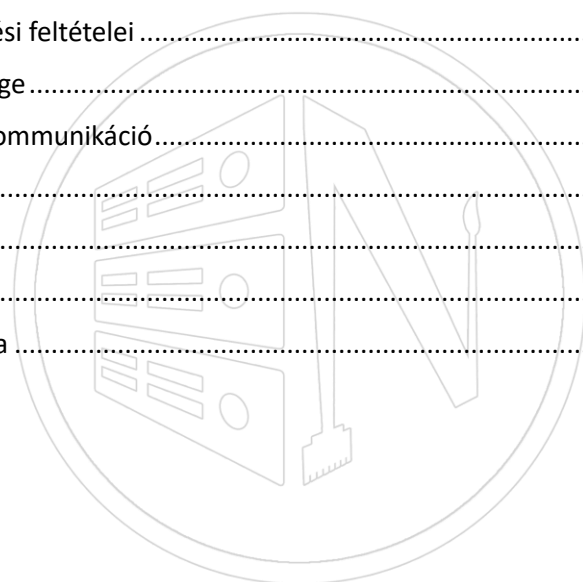 ési feltételei ........................................................
ge ........................................................................
ommunikáció.......................................................
............................................................................
............................................................................
............................................................................
a ..........................................................................